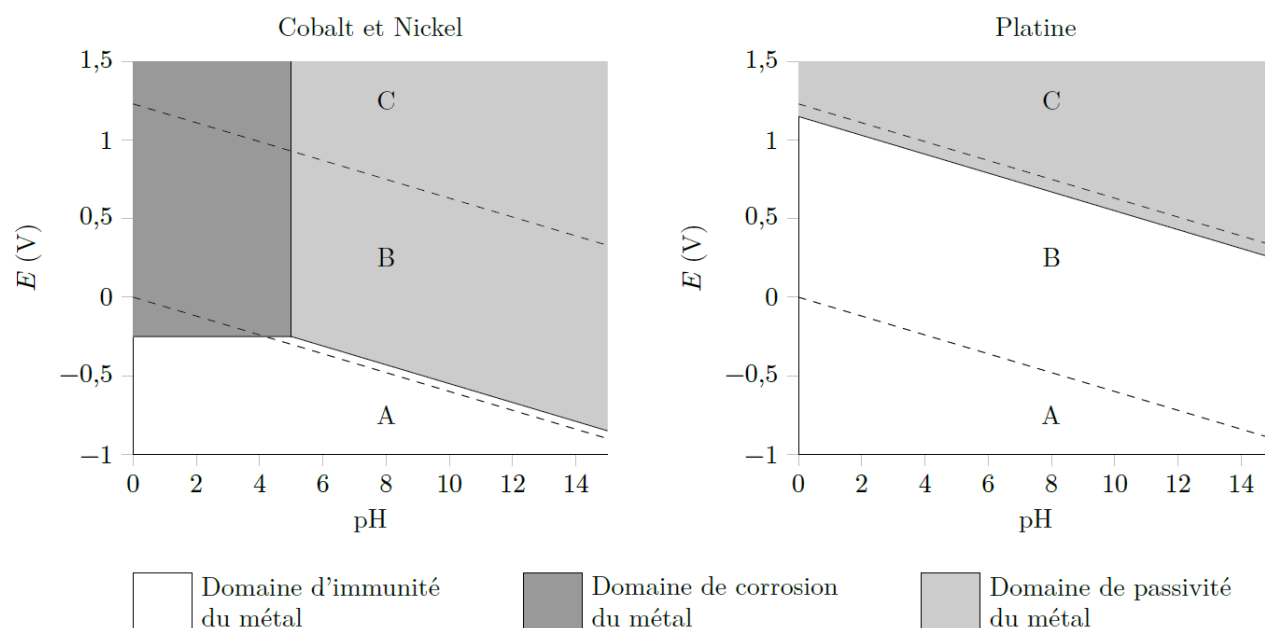 Cobalt et Nickel
1,5
1
0,5
0
−0,5
−1
E (V)
C
B
A
0 2 4 6 8 10 12 14
pH
Platine
1,5
1
0,5
0
−0,5
−1
E (V)
C
B
A
0 2 4 6 8 10 12 14
pH
Domaine d'immunité
du métal
Domaine de corrosion
du métal
Domaine de passivité
du métal